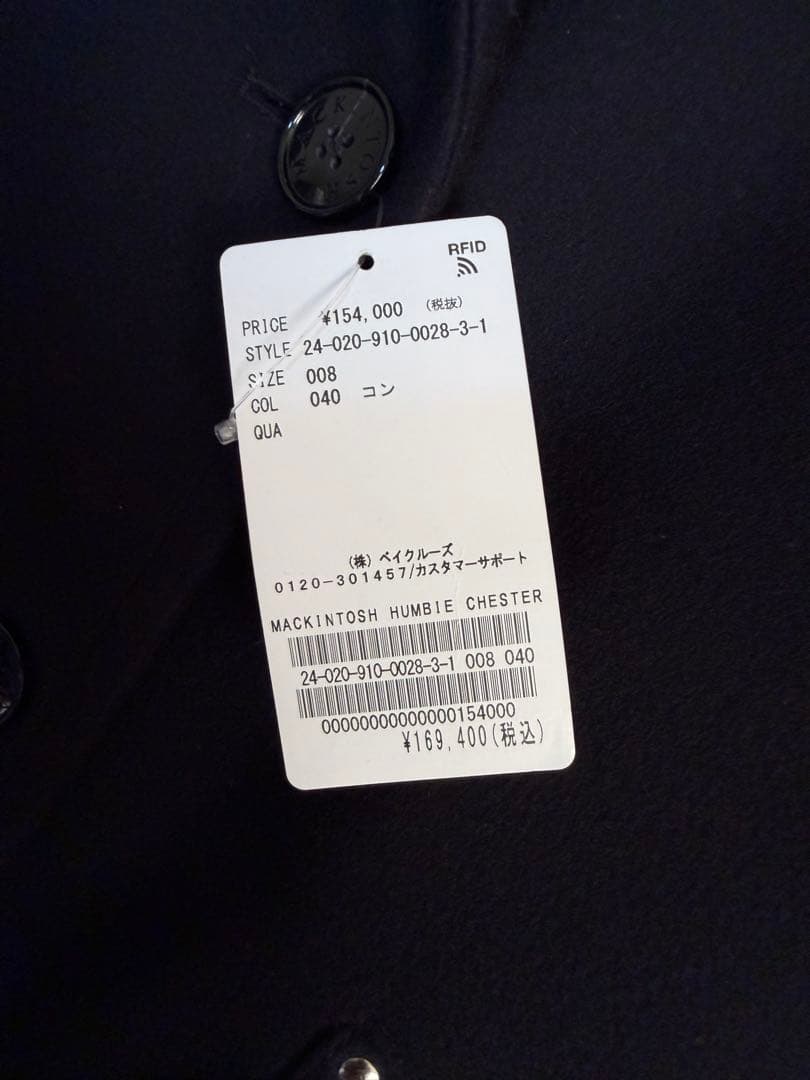 MACKINTOSH
RFID
PRICE ¥154,000 (税抜)
STYLE 24-020-910-0028-3-1
SIZE 008
COL 040 コン
QUA
(株)ベイクルーズ
0120-301457/カスタマーサポート
MACKINTOSH HUMBIE CHESTER
24-020-910-0028-3-1 008 040
00000000000000154000
¥169,400(税込)